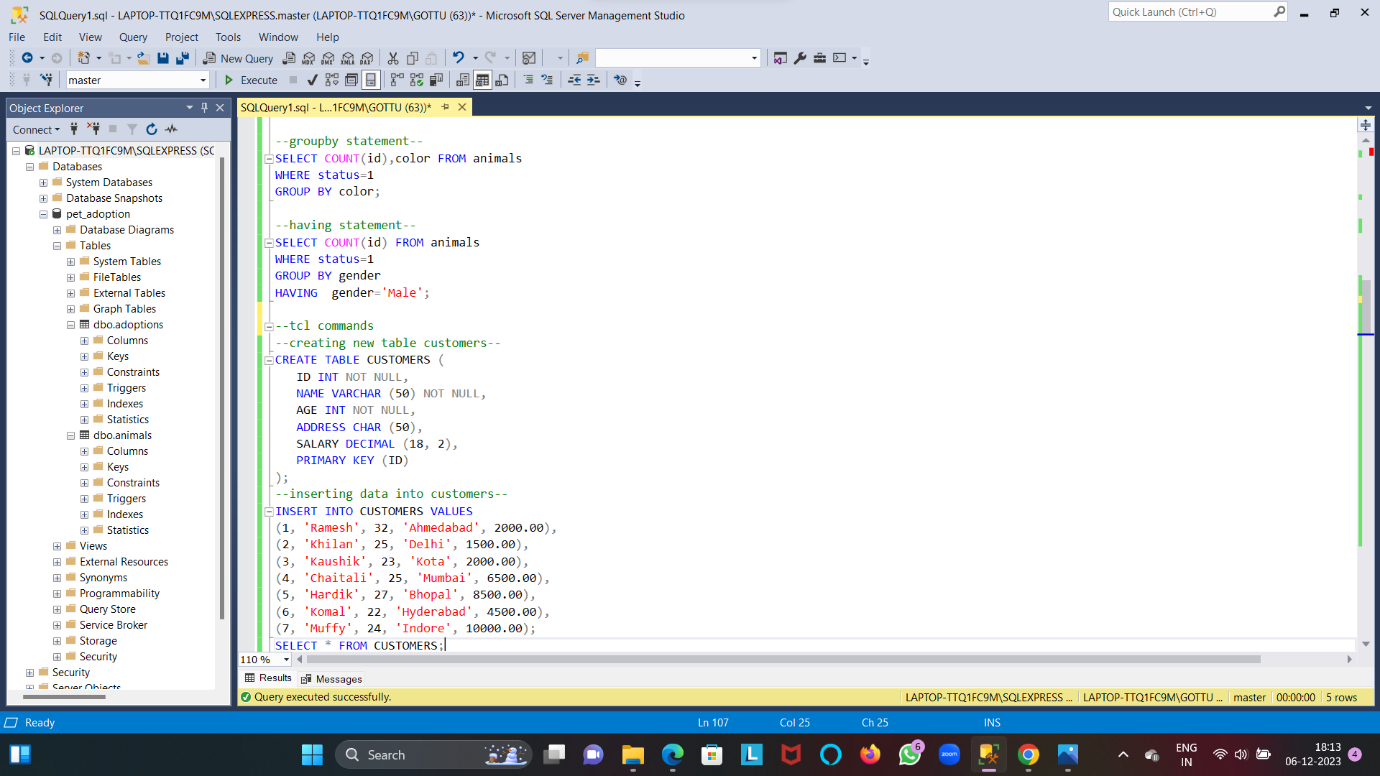 SQLQuery1.sql - LAPTOP-TTQ1FC9M\SQLEXPRESS.master (LAPTOP-TTQ1FC9M\GOTTU (63))* - Microsoft SQL Server Management Studio
Quick Launch (Ctrl+Q)
File Edit View Query Project Tools Window Help
New Query
master Execute
Object Explorer
SQLQuery1.sql - L...1FC9M\GOTTU (63))*
Connect
LAPTOP-TTQ1FC9M\SQLEXPRESS (SC
Databases
System Databases
Database Snapshots
pet_adoption
Database Diagrams
Tables
System Tables
FileTables
External Tables
Graph Tables
dbo.adoptions
Columns
Keys
Constraints
Triggers
Indexes
Statistics
dbo.animals
Columns
Keys
Constraints
Triggers
Indexes
Statistics
Views
External Resources
Synonyms
Programmability
Query Store
Service Broker
Storage
Security
Security
Server Objects
--groupby statement--
SELECT COUNT(id),color FROM animals
WHERE status=1
GROUP BY color;
--having statement--
SELECT COUNT(id) FROM animals
WHERE status=1
GROUP BY gender
HAVING  gender='Male';
--tcl commands
--creating new table customers--
CREATE TABLE CUSTOMERS (
ID INT NOT NULL,
NAME VARCHAR (50) NOT NULL,
AGE INT NOT NULL,
ADDRESS CHAR (50),
SALARY DECIMAL (18, 2),
PRIMARY KEY (ID)
);
--inserting data into customers--
INSERT INTO CUSTOMERS VALUES
(1, 'Ramesh', 32, 'Ahmedabad', 2000.00),
(2, 'Khilan', 25, 'Delhi', 1500.00),
(3, 'Kaushik', 23, 'Kota', 2000.00),
(4, 'Chaitali', 25, 'Mumbai', 6500.00),
(5, 'Hardik', 27, 'Bhopal', 8500.00),
(6, 'Komal', 22, 'Hyderabad', 4500.00),
(7, 'Muffy', 24, 'Indore', 10000.00);
SELECT * FROM CUSTOMERS;
110 %
Results Messages
Query executed successfully. LAPTOP-TTQ1FC9M\SQLEXPRESS ... LAPTOP-TTQ1FC9M\GOTTU ... master 00:00:00 5 rows
Ready Ln 107 Col 25 Ch 25 INS
Search
L
6
zoom
ENG
IN
18:13
06-12-2023
4